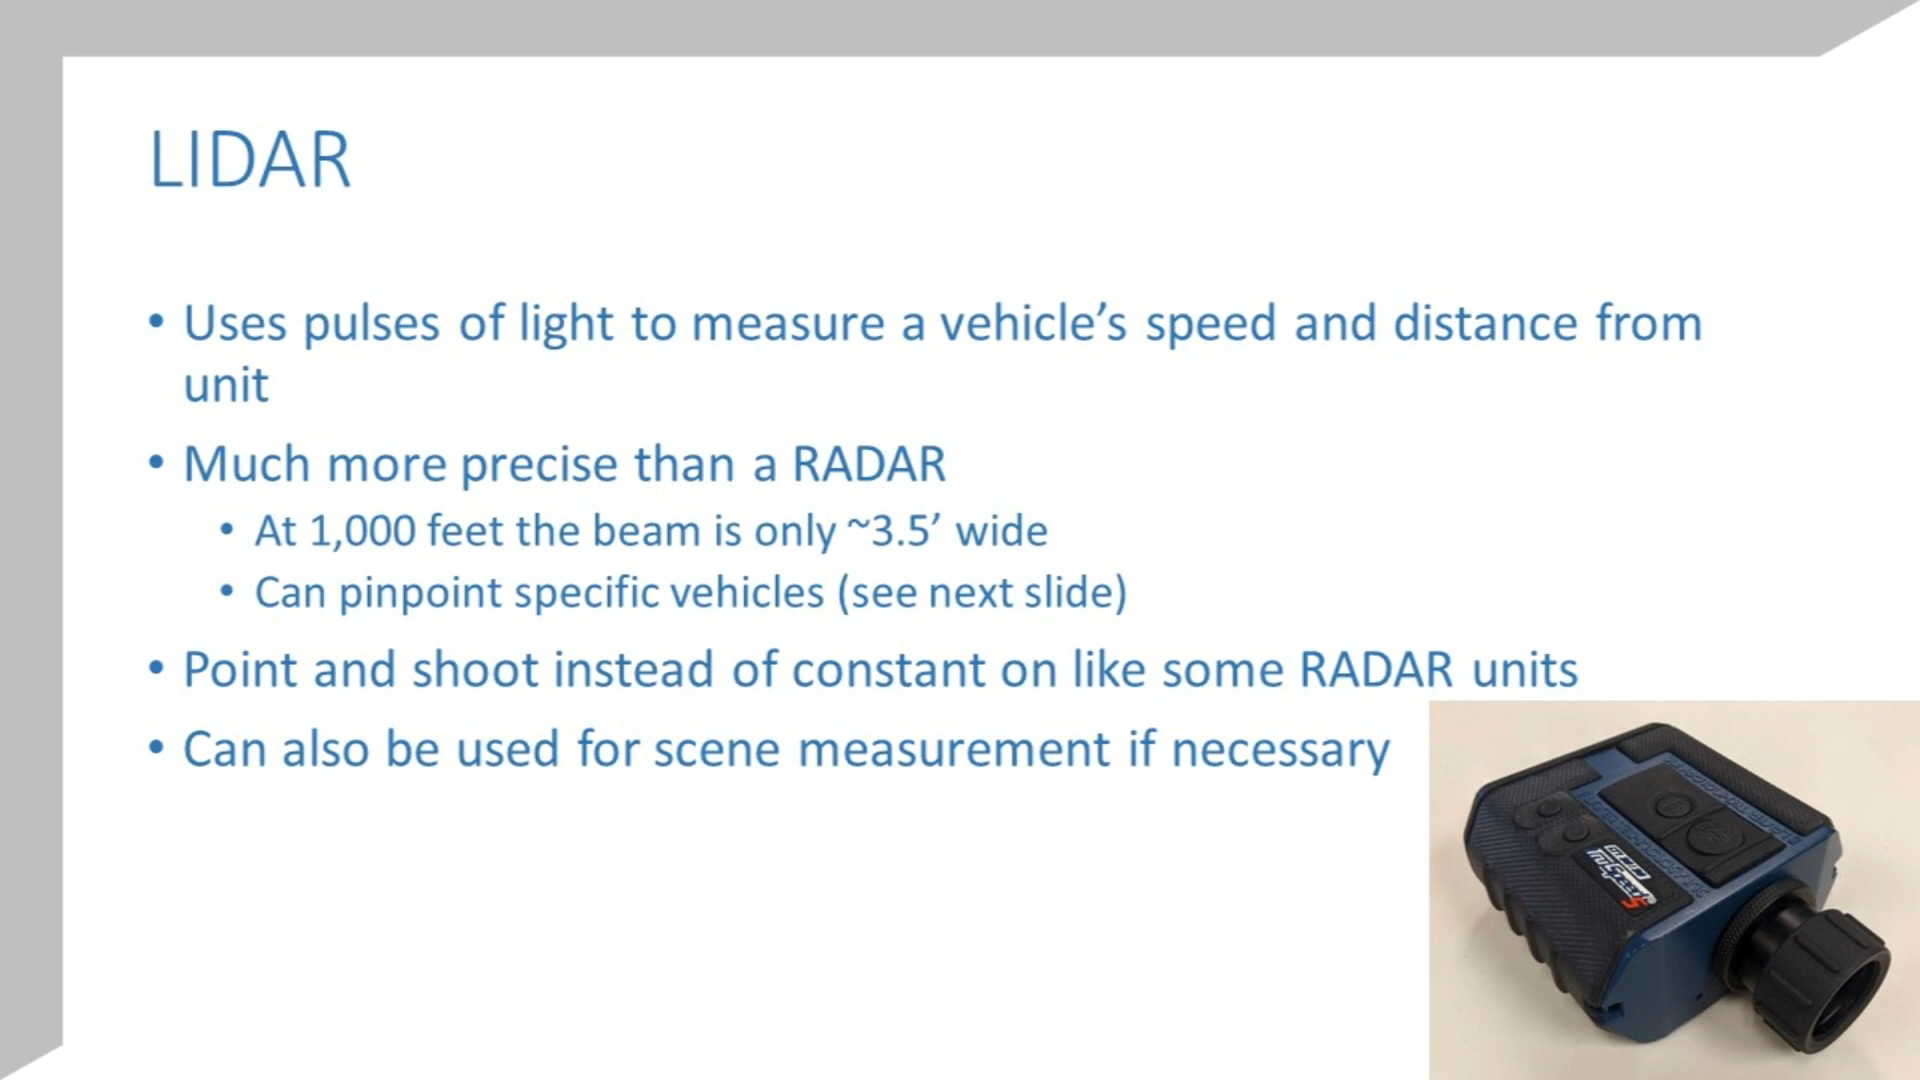 LIDAR
• Uses pulses of light to measure a vehicle’s speed and distance from
unit
• Much more precise than a RADAR
• At 1,000 feet the beam is only ~3.5’ wide
• Can pinpoint specific vehicles (see next slide)
• Point and shoot instead of constant on like some RADAR units
• Can also be used for scene measurement if necessary
TruSpeed